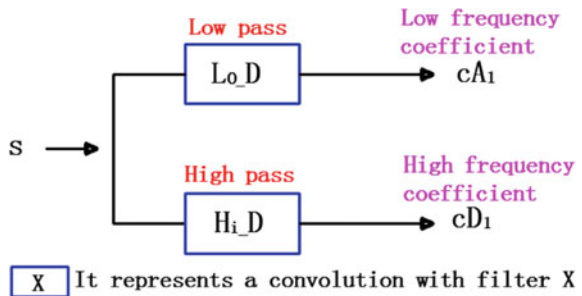 Low pass
Low frequency
coefficient
Lo_D
cA1
S
High pass
High frequency
coefficient
Hi_D
cD1
X It represents a convolution with filter X